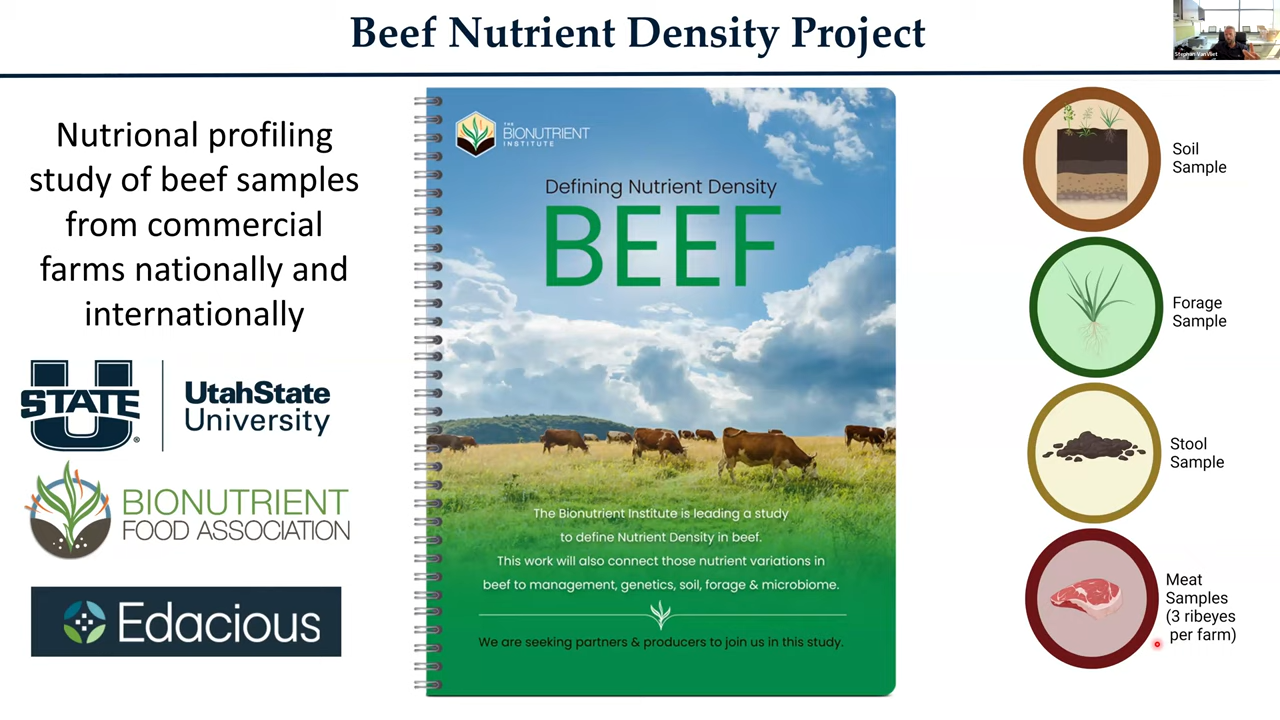 Beef Nutrient Density Project
Stephan VanVliet
Nutrional profiling
study of beef samples
from commercial
farms nationally and
internationally
STATE
UtahState
University
BIONUTRIENT
FOOD ASSOCIATION
Edacious
THE
BIONUTRIENT
INSTITUTE
Defining Nutrient Density
BEEF
The Bionutrient Institute is leading a study
to define Nutrient Density in beef.
This work will also connect those nutrient variations in
beef to management, genetics, soil, forage & microbiome.
We are seeking partners & producers to join us in this study.
Soil
Sample
Forage
Sample
Stool
Sample
Meat
Samples
(3 ribeyes
per farm)